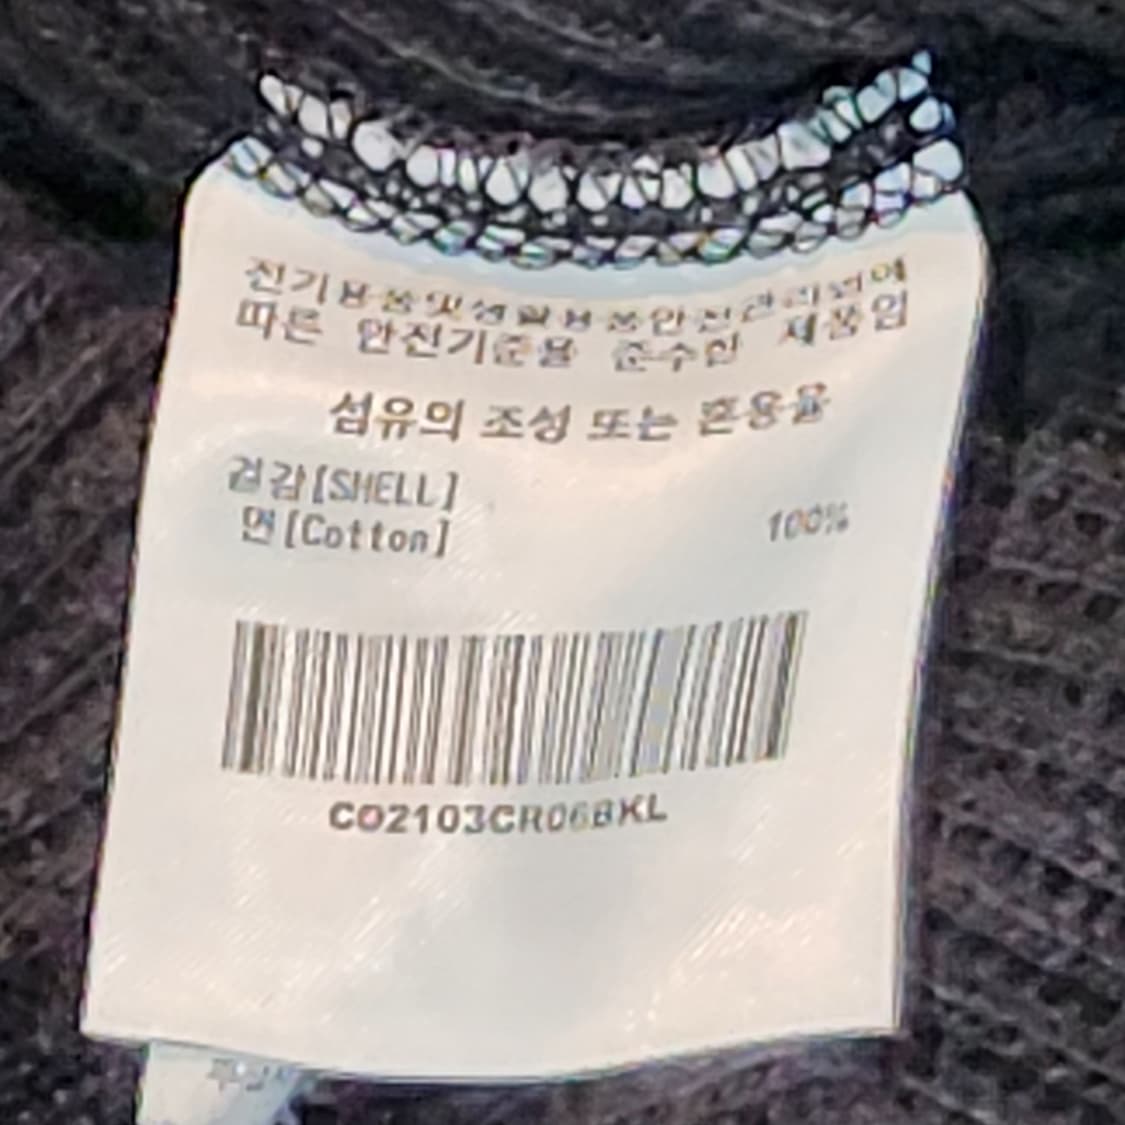 전기용품및생활용품안전관리법에
따른 안전기준을 준수한 제품임
섬유의 조성 또는 혼용율
겉감[SHELL]
면[Cotton] 100%
CO2103CR06BKL